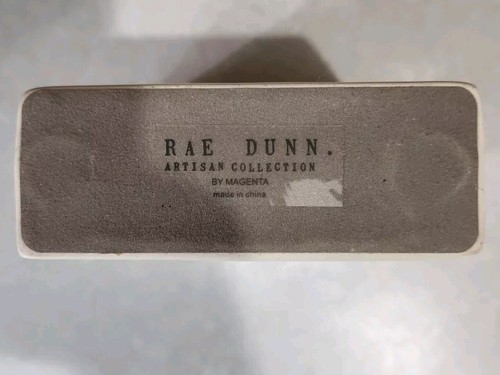 RAE DUNN.
ARTISAN COLLECTION
BY MAGENTA
made in china